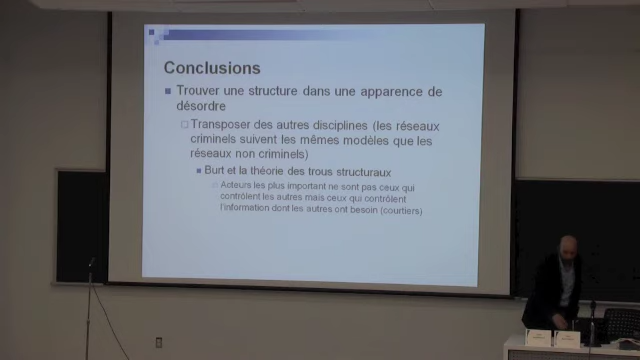 Conclusions
Trouver une structure dans une apparence de
désordre
Transposer des autres disciplines (les réseaux
criminels suivent les mêmes modèles que les
réseaux non criminels)
Burt et la théorie des trous structuraux
Acteurs les plus important ne sont pas ceux qui
contrôlent les autres mais ceux qui contrôlent
l'information dont les autres ont besoin (courtiers)